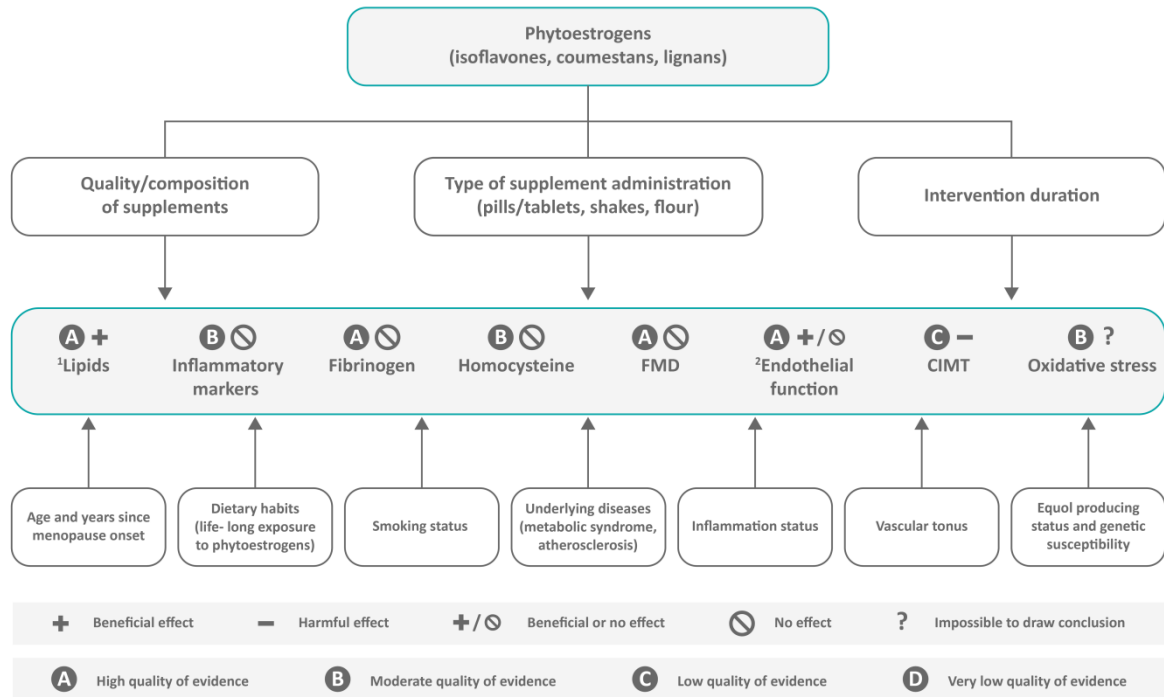 Phytoestrogens
(isoflavones, coumestans, lignans)
Quality/composition
of supplements
Type of supplement administration
(pills/tablets, shakes, flour)
Intervention duration
A +
B
A
B
A
A + /
C –
B ?
¹Lipids
Inflammatory
markers
Fibrinogen
Homocysteine
FMD
²Endothelial
function
CIMT
Oxidative stress
Age and years since
menopause onset
Dietary habits
(life- long exposure
to phytoestrogens)
Smoking status
Underlying diseases
(metabolic syndrome,
atherosclerosis)
Inflammation status
Vascular tonus
Equol producing
status and genetic
susceptibility
+ Beneficial effect
– Harmful effect
+ / Beneficial or no effect
No effect
? Impossible to draw conclusion
A High quality of evidence
B Moderate quality of evidence
C Low quality of evidence
D Very low quality of evidence